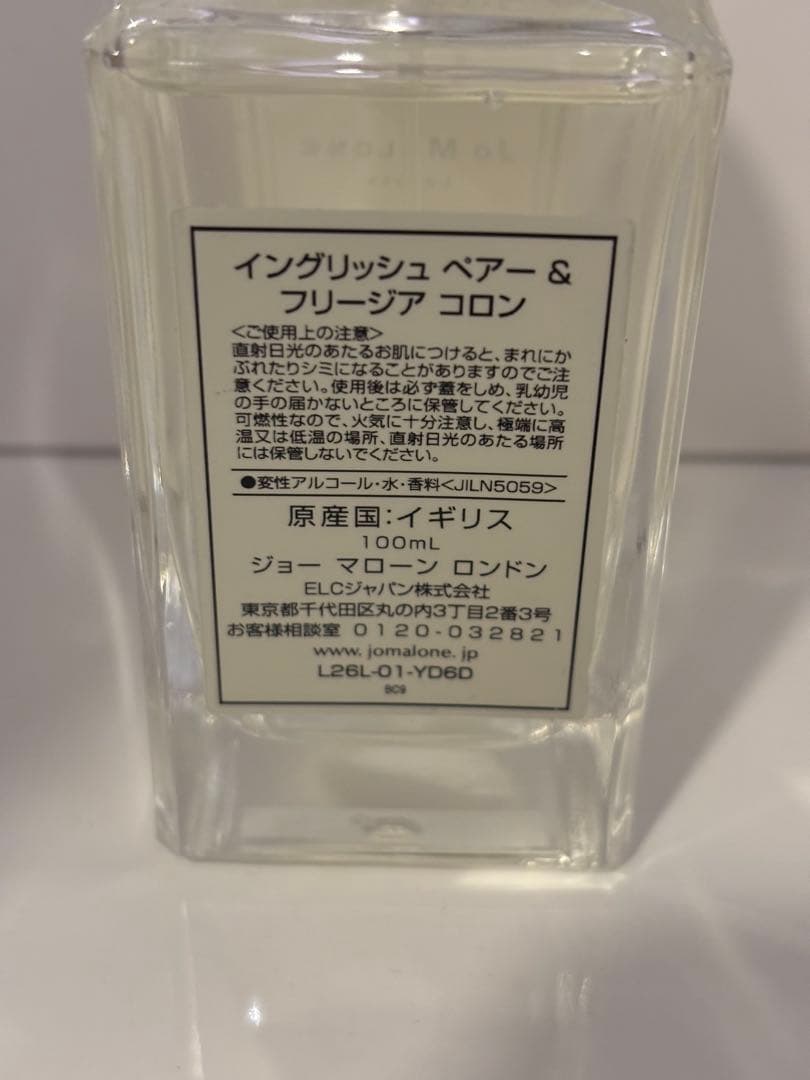 イングリッシュ ペアー &
フリージア コロン
<ご使用上の注意>
直射日光のあたるお肌につけると、まれにか
ぶれたりシミになることがありますのでご注
意ください。使用後は必ず蓋をしめ、乳幼児
の手の届かないところに保管してください。
可燃性なので、火気に十分注意し、極端に高
温又は低温の場所、直射日光のあたる場所
には保管しないでください。
●変性アルコール・水・香料<JILN5059>
原産国:イギリス
100mL
ジョー マローン ロンドン
ELCジャパン株式会社
東京都千代田区丸の内3丁目2番3号
お客様相談室 0120-032821
www.jomalone.jp
L26L-01-YD6D